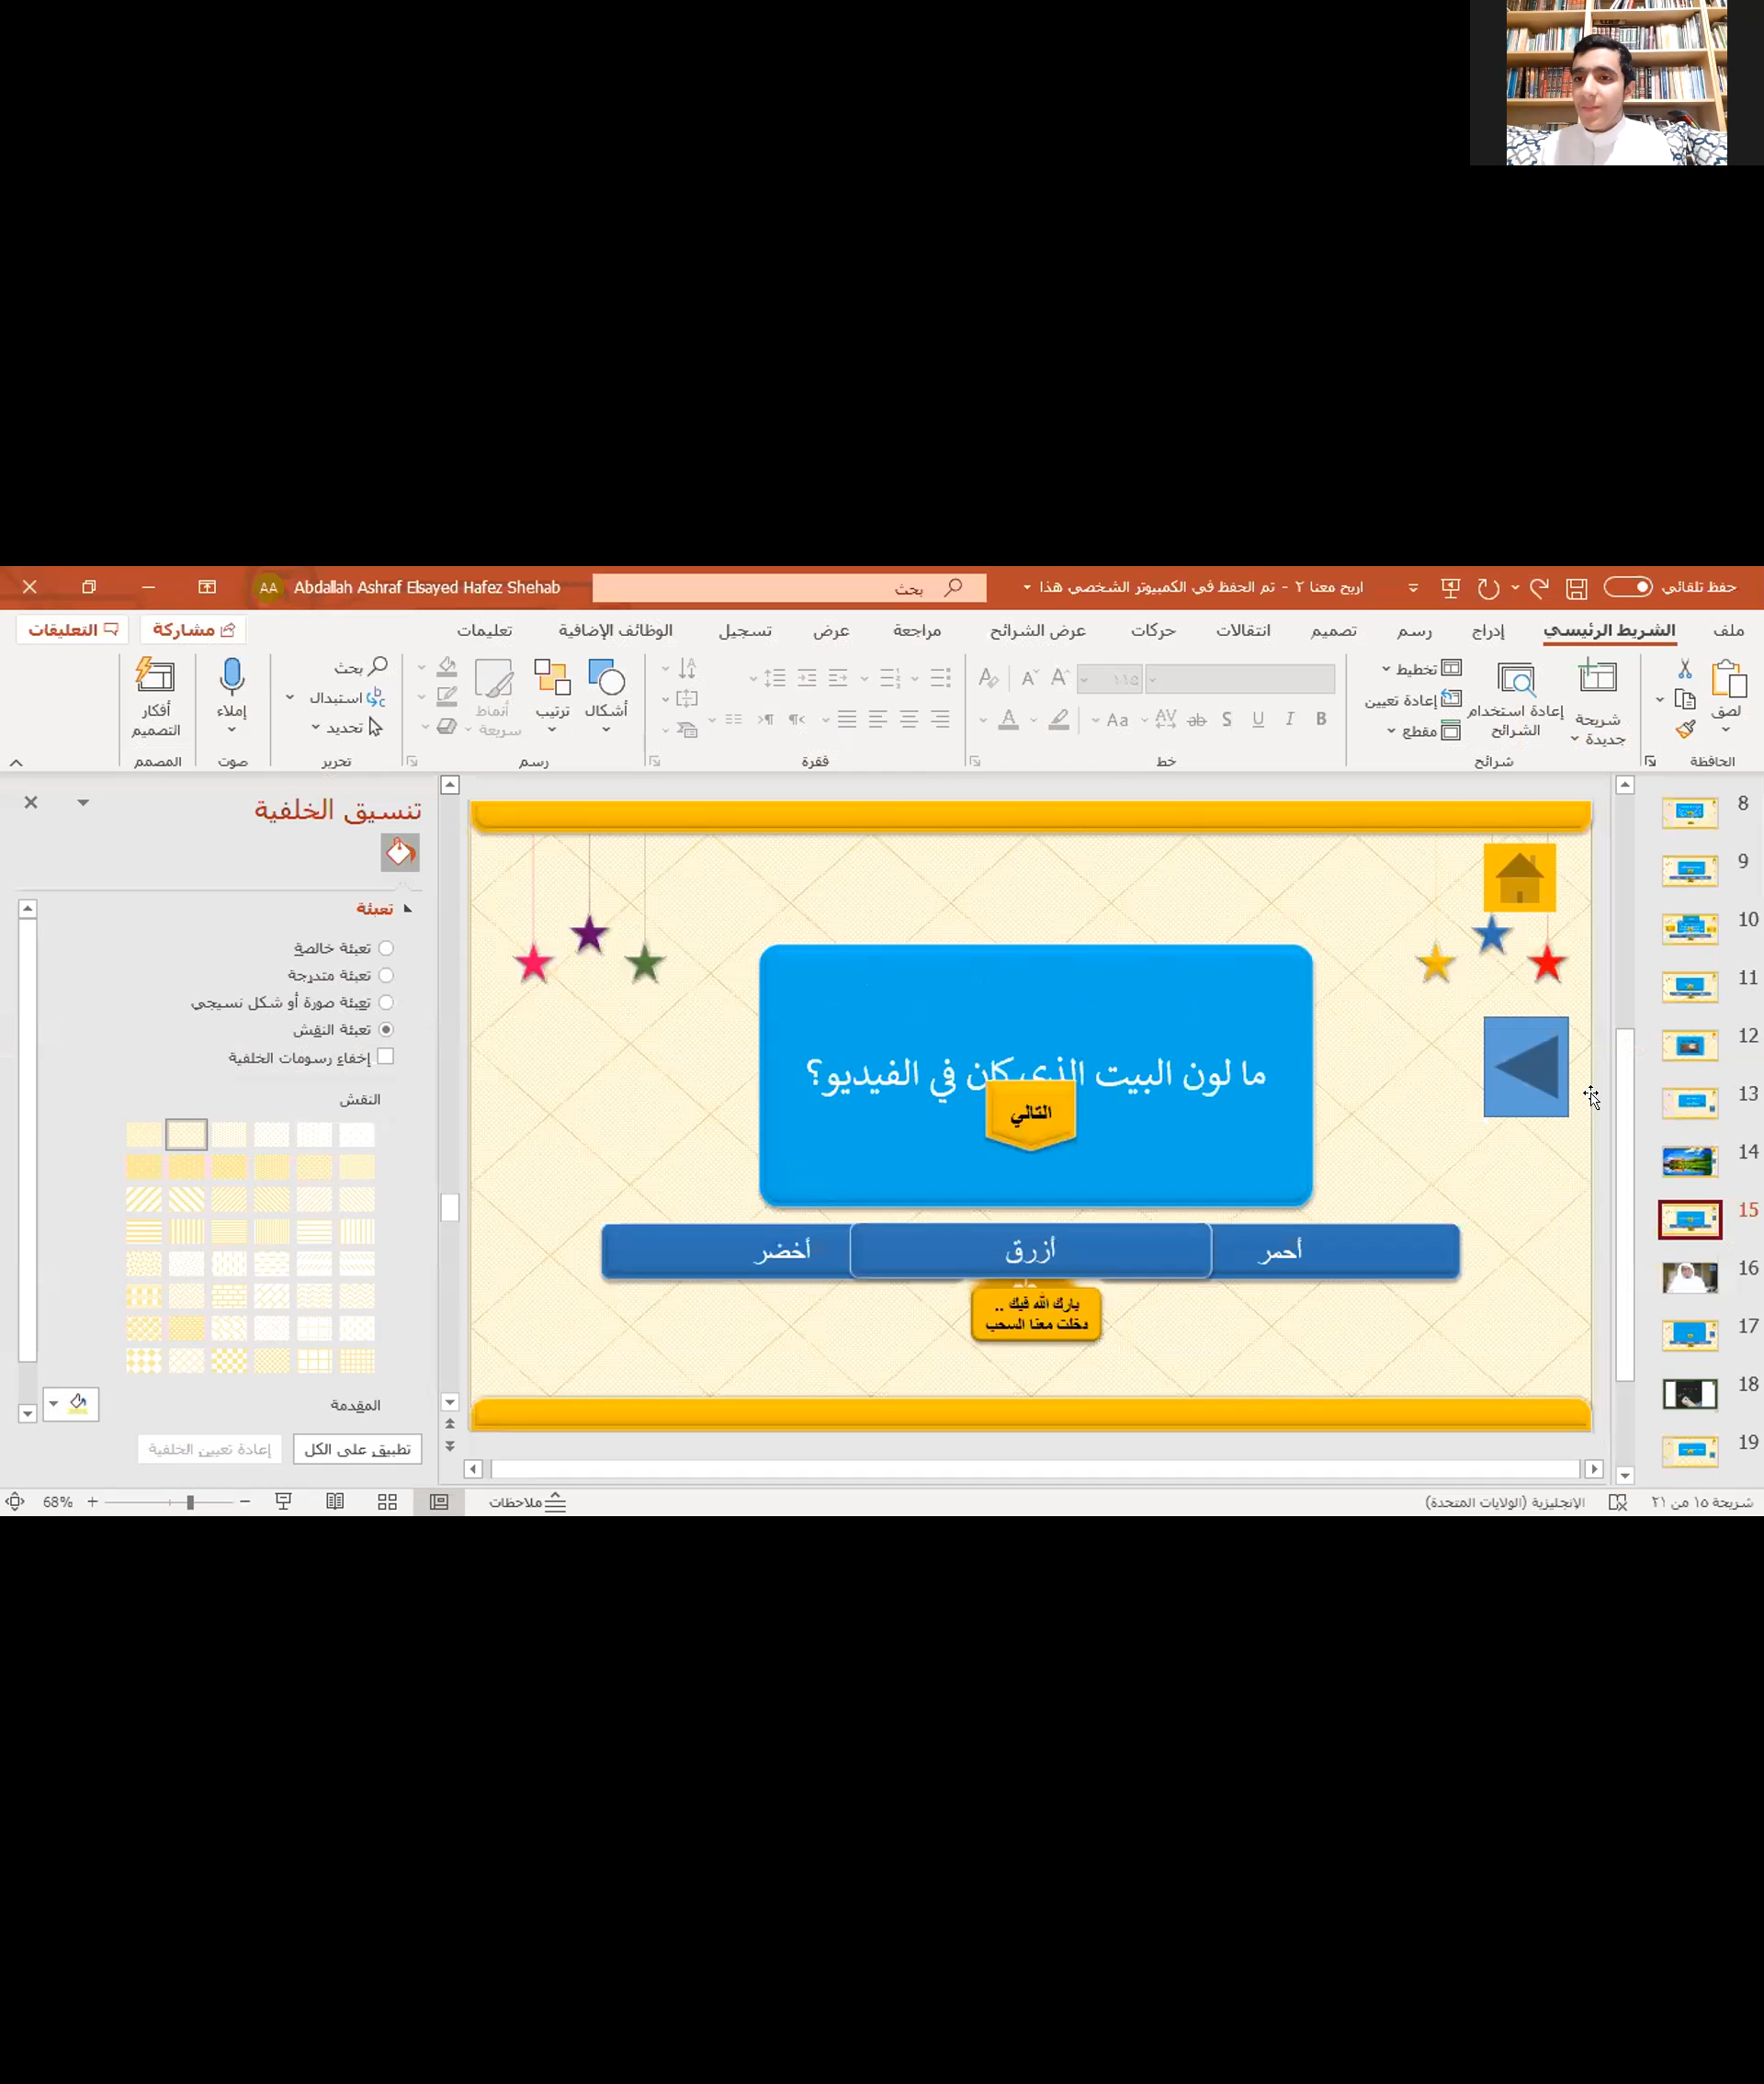 حفظ تلقائي
اربح معنا ٢ - تم الحفظ في الكمبيوتر الشخصي هذا
بحث
Abdallah Ashraf Elsayed Hafez Shehab
AA
ملف
الشريط الرئيسي
إدراج
رسم
تصميم
انتقالات
حركات
عرض الشرائح
مراجعة
عرض
تسجيل
الوظائف الإضافية
تعليمات
مشاركة
التعليقات
لصق
الحافظة
شريحة
جديدة
إعادة استخدام
الشرائح
تخطيط
إعادة تعيين
مقطع
شرائح
١١٥
B I U S ab AV Aa A
خط
فقرة
أشكال
ترتيب
أنماط
سريعة
رسم
بحث
استبدال
تحديد
تحرير
إملاء
صوت
أفكار
التصميم
المصمم
8
9
10
11
12
13
14
15
16
17
18
19
ما لون البيت الذي كان في الفيديو؟
التالي
أحمر
أزرق
أخضر
بارك الله فيك ..
دخلت معنا السحب
تنسيق الخلفية
تعبئة
تعبئة خالصة
تعبئة متدرجة
تعبئة صورة أو شكل نسيجي
تعبئة النقش
إخفاء رسومات الخلفية
النقش
المقدمة
تطبيق على الكل
إعادة تعيين الخلفية
شريحة ١٥ من ٢١
الإنجليزية (الولايات المتحدة)
ملاحظات
68%